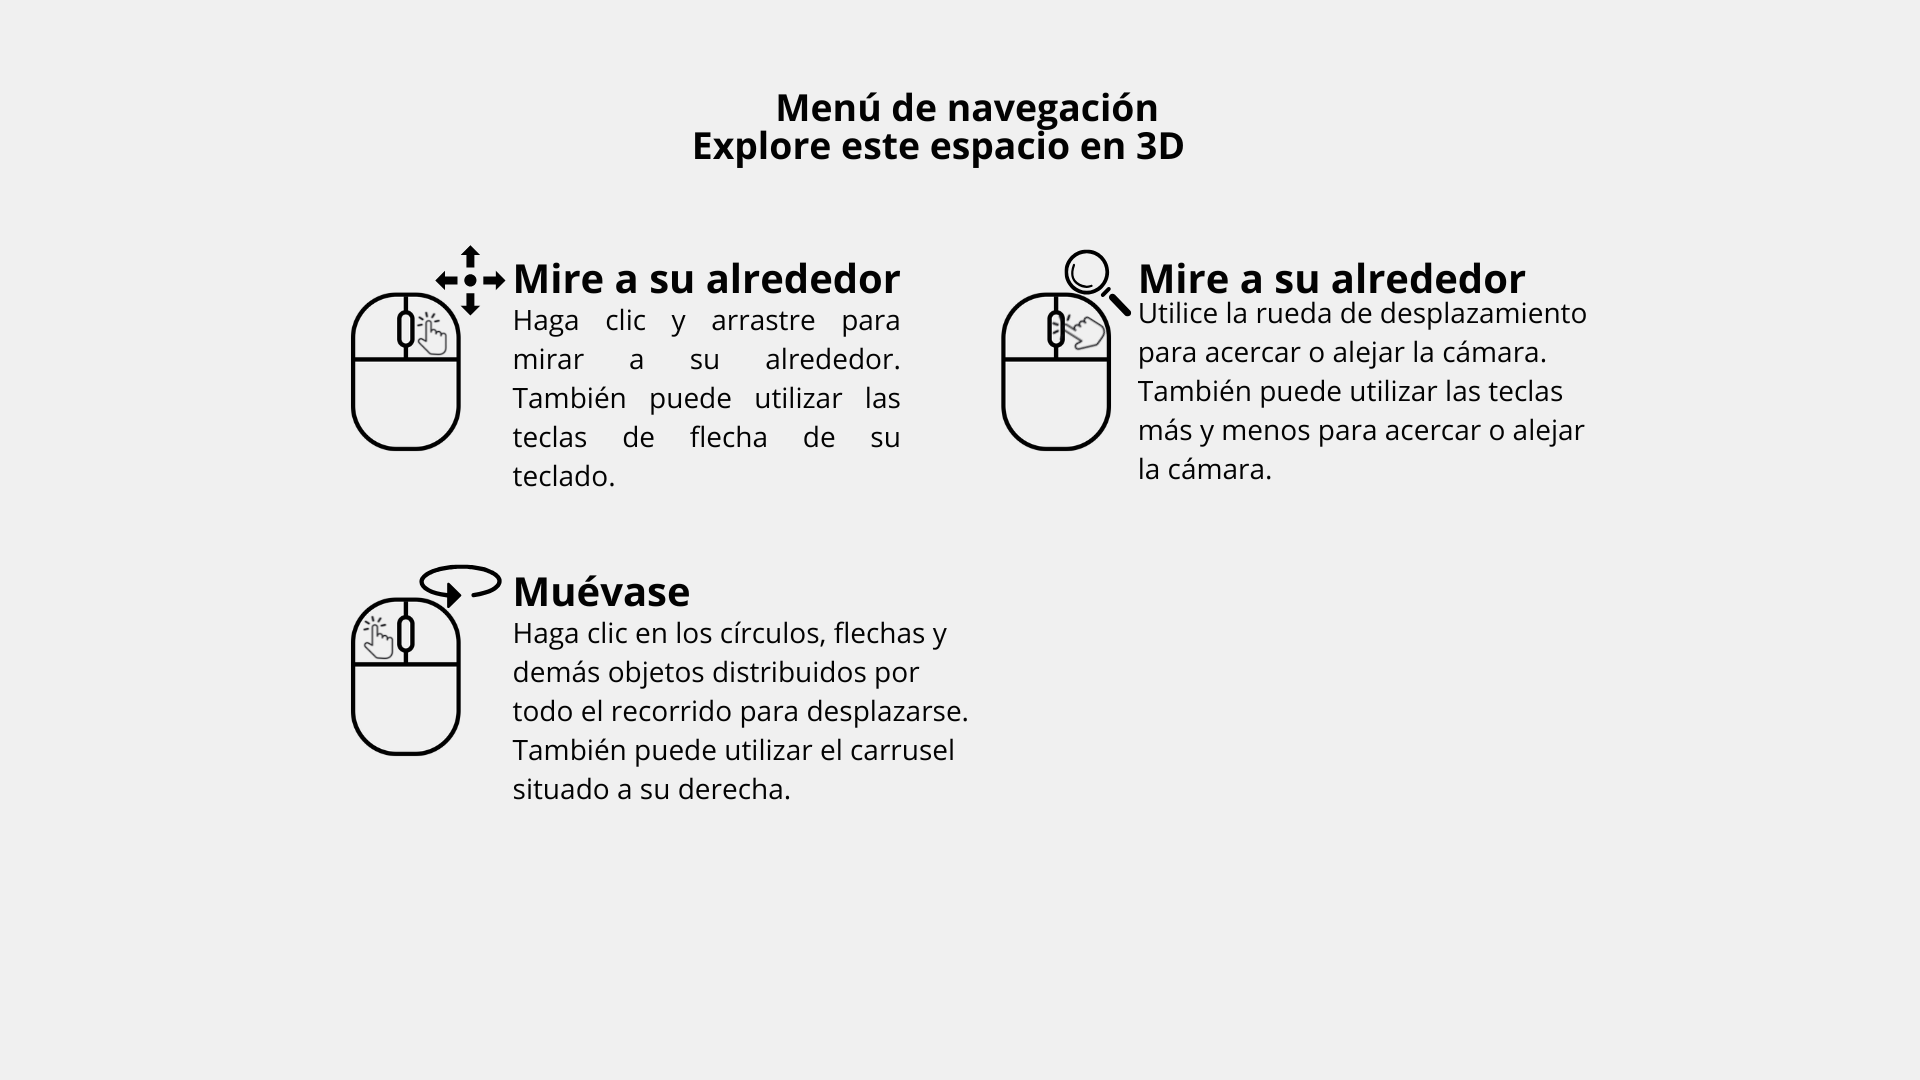 Menú de navegación
Explore este espacio en 3D
Mire a su alrededor
Haga clic y arrastre para
mirar a su alrededor.
También puede utilizar las
teclas de flecha de su
teclado.
Mire a su alrededor
Utilice la rueda de desplazamiento
para acercar o alejar la cámara.
También puede utilizar las teclas
más y menos para acercar o alejar
la cámara.
Muévase
Haga clic en los círculos, flechas y
demás objetos distribuidos por
todo el recorrido para desplazarse.
También puede utilizar el carrusel
situado a su derecha.